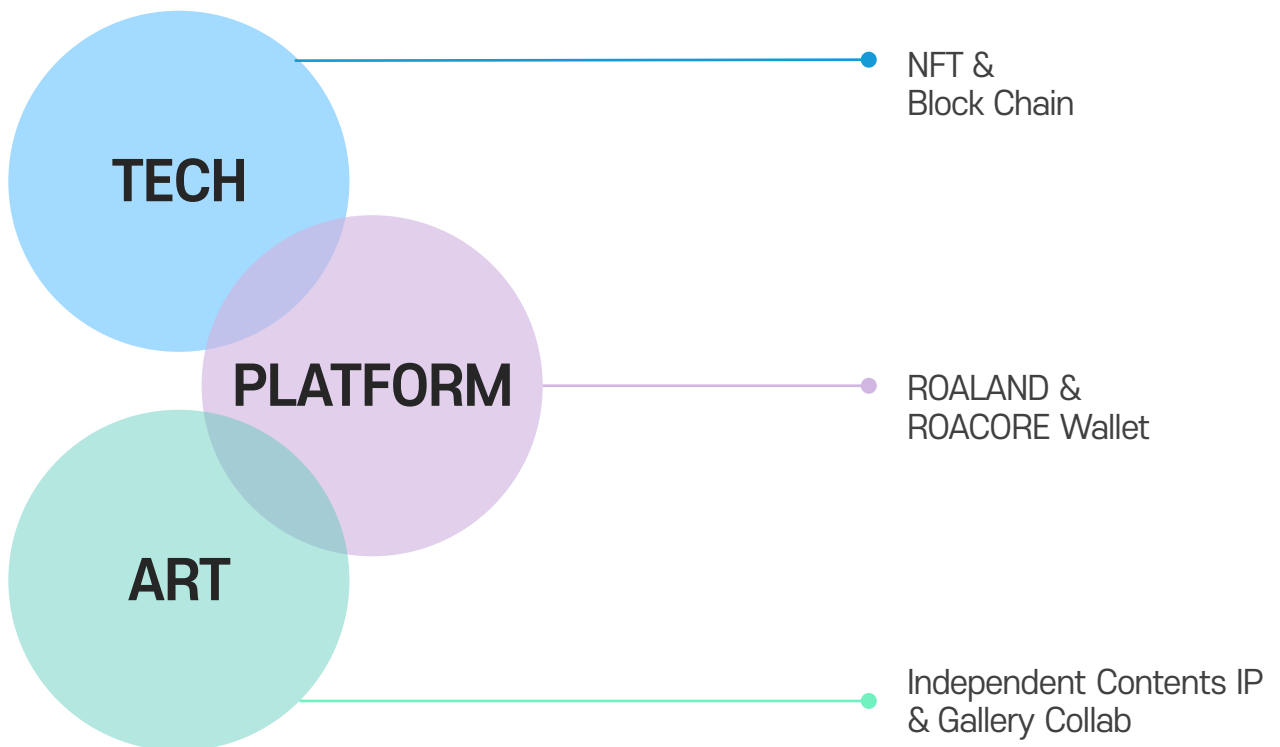 TECH
NFT &
Block Chain
PLATFORM
ROALAND &
ROACORE Wallet
ART
Independent Contents IP
& Gallery Collab